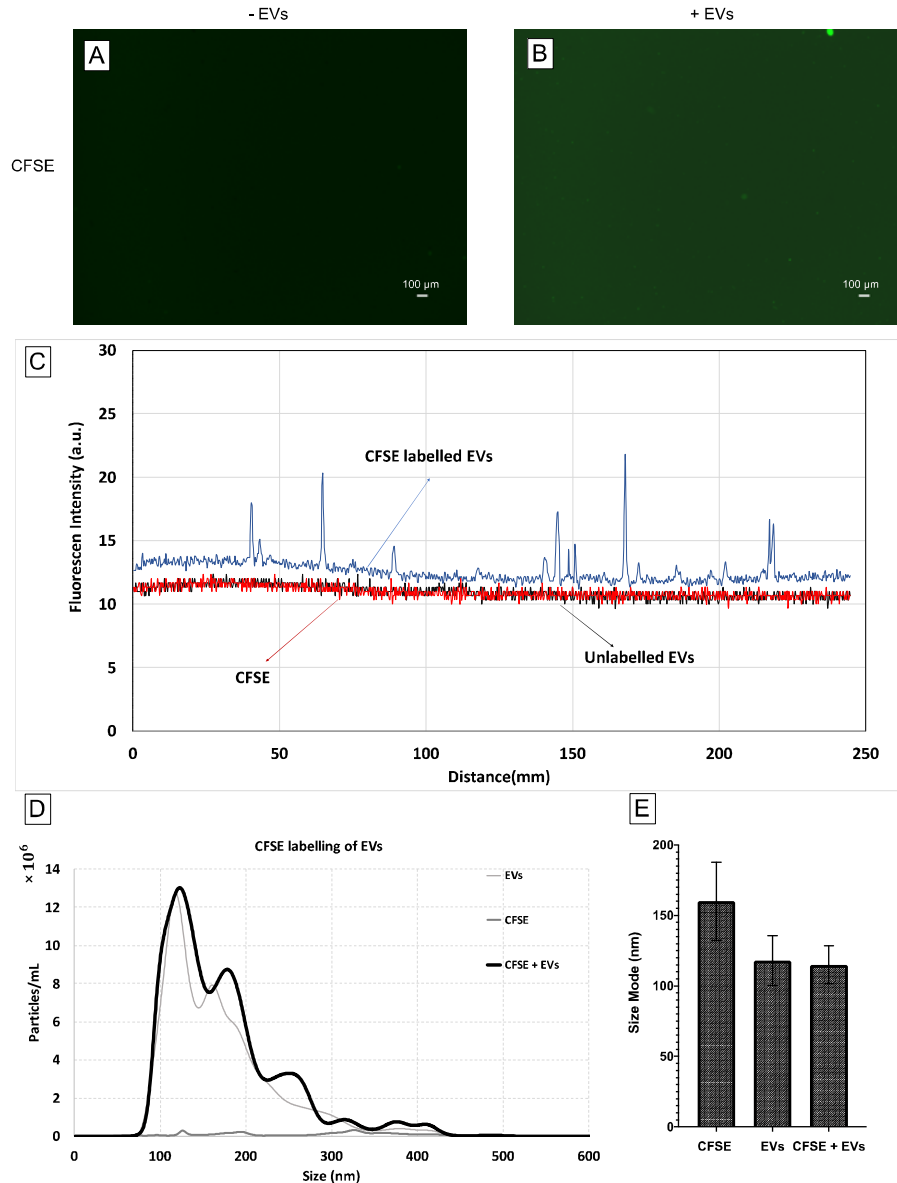 - EVs
+ EVs
A
B
CFSE
100 µm
100 µm
C
30
25
20
15
10
5
0
Fluorescen Intensity (a.u.)
CFSE labelled EVs
CFSE
Unlabelled EVs
0 50 100 150 200 250
Distance(mm)
D
CFSE labelling of EVs
× 10⁶
14
12
10
8
6
4
2
0
Particles/mL
EVs
CFSE
CFSE + EVs
0 100 200 300 400 500 600
Size (nm)
E
200
150
100
50
0
Size Mode (nm)
CFSE EVs CFSE + EVs